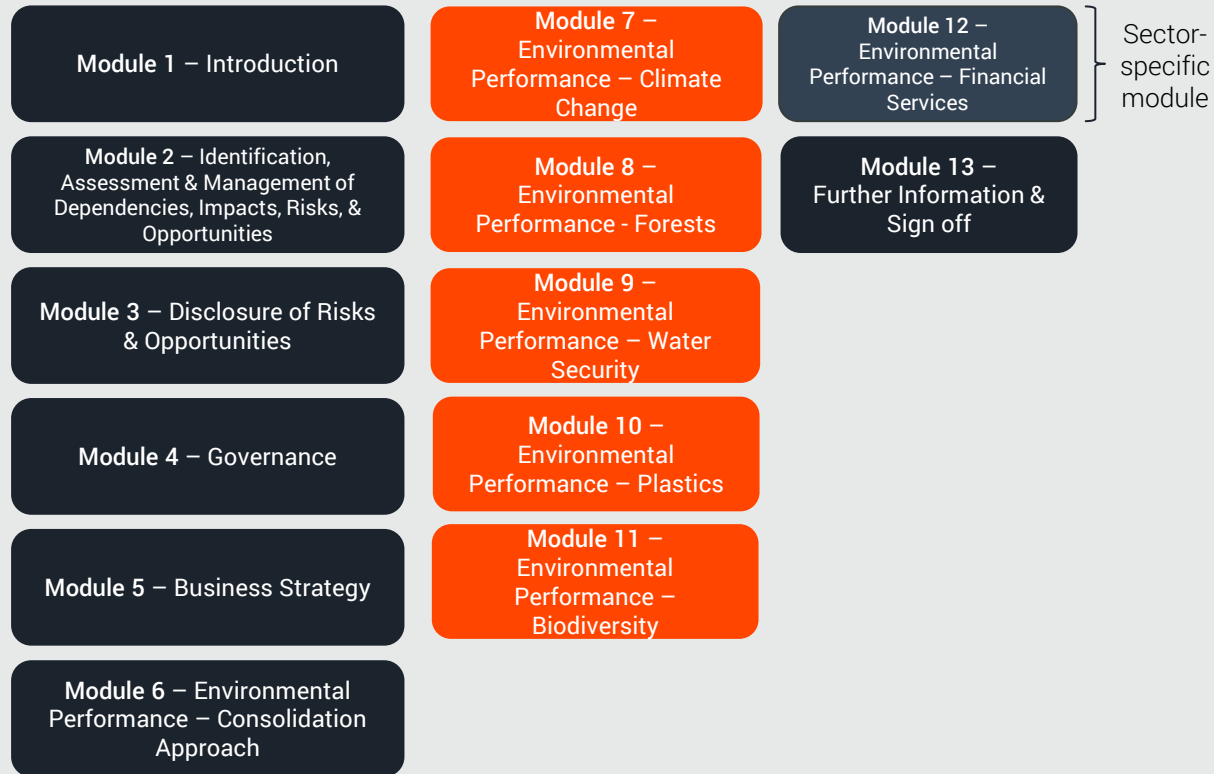 Module 1 – Introduction
Module 2 – Identification,
Assessment & Management of
Dependencies, Impacts, Risks, &
Opportunities
Module 3 – Disclosure of Risks
& Opportunities
Module 4 – Governance
Module 5 – Business Strategy
Module 6 – Environmental
Performance – Consolidation
Approach
Module 7 –
Environmental
Performance – Climate
Change
Module 8 –
Environmental
Performance - Forests
Module 9 –
Environmental
Performance – Water
Security
Module 10 –
Environmental
Performance – Plastics
Module 11 –
Environmental
Performance –
Biodiversity
Module 12 –
Environmental
Performance – Financial
Services
Module 13 –
Further Information &
Sign off
Sector-
specific
module